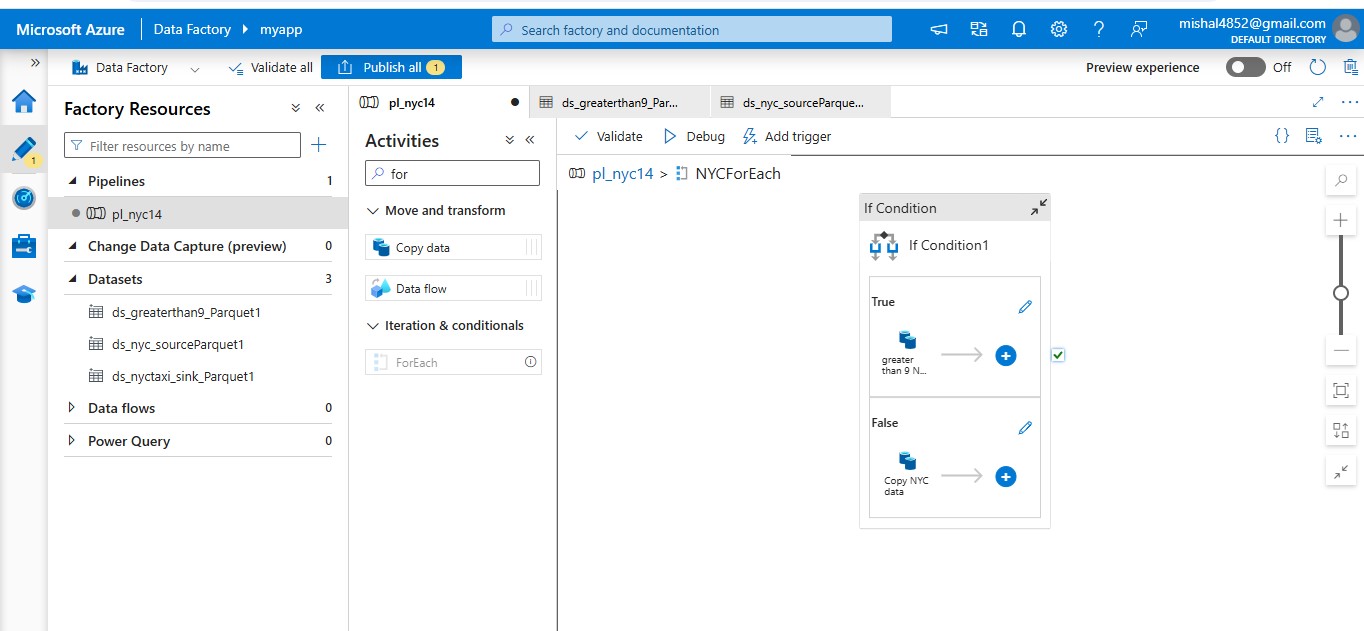 Microsoft Azure
Data Factory
myapp
Search factory and documentation
mishal4852@gmail.com
DEFAULT DIRECTORY
Data Factory
Validate all
Publish all 1
Preview experience
Off
1
Factory Resources
Filter resources by name
Pipelines 1
pl_nyc14
Change Data Capture (preview) 0
Datasets 3
ds_greaterthan9_Parquet1
ds_nyc_sourceParquet1
ds_nyctaxi_sink_Parquet1
Data flows 0
Power Query 0
pl_nyc14
ds_greaterthan9_Par...
ds_nyc_sourceParque...
Activities
for
Move and transform
Copy data
Data flow
Iteration & conditionals
ForEach
Validate
Debug
Add trigger
{}
pl_nyc14 > NYCForEach
If Condition
If Condition1
True
greater
than 9 N...
False
Copy NYC
data